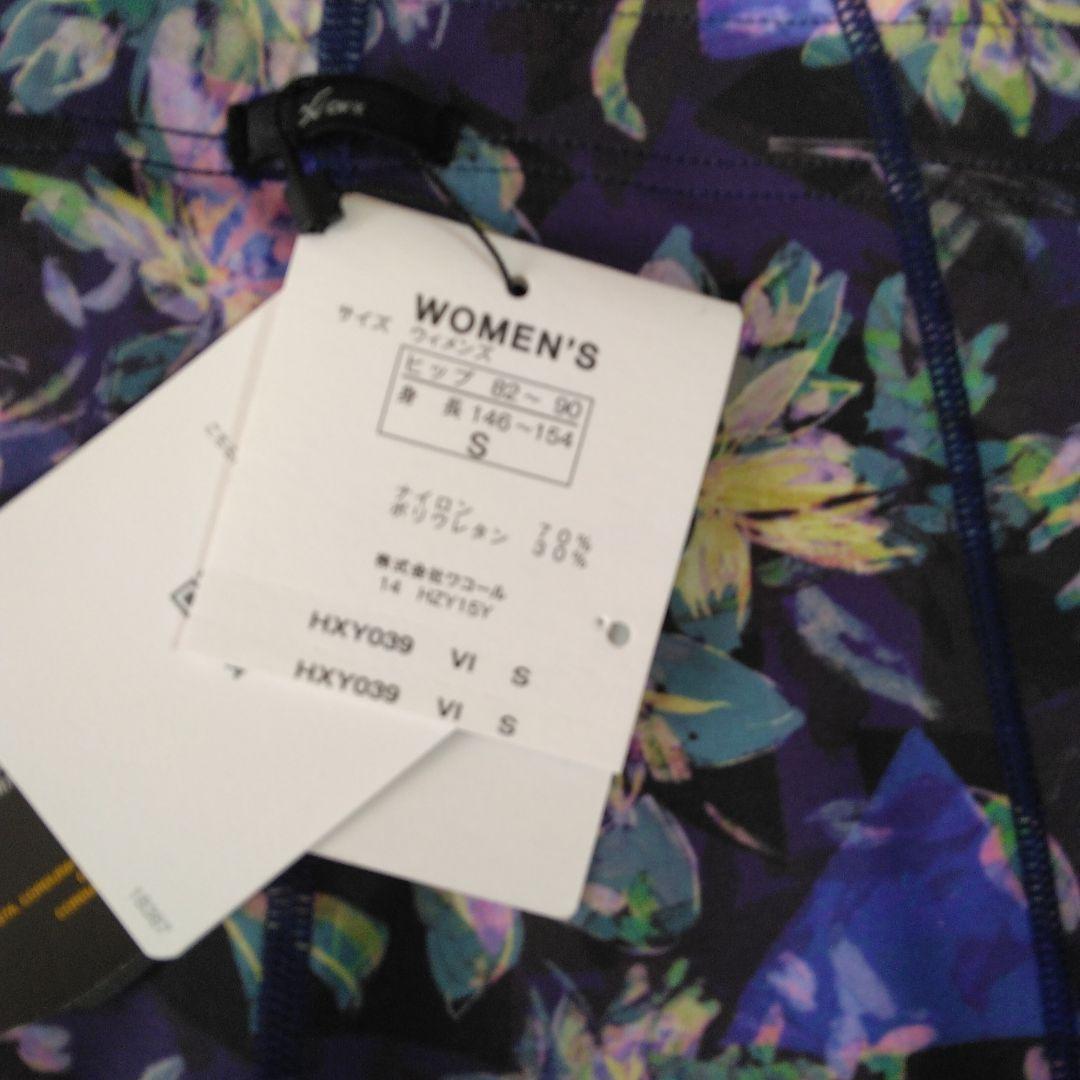 WOMEN'S
サイズ ウィメンズ
ヒップ 82～ 90
身 長 146～154
S
ナイロン 70%
ポリウレタン 30%
株式会社ワコール
14 HZY15Y
HXY039 VI S
HXY039 VI S